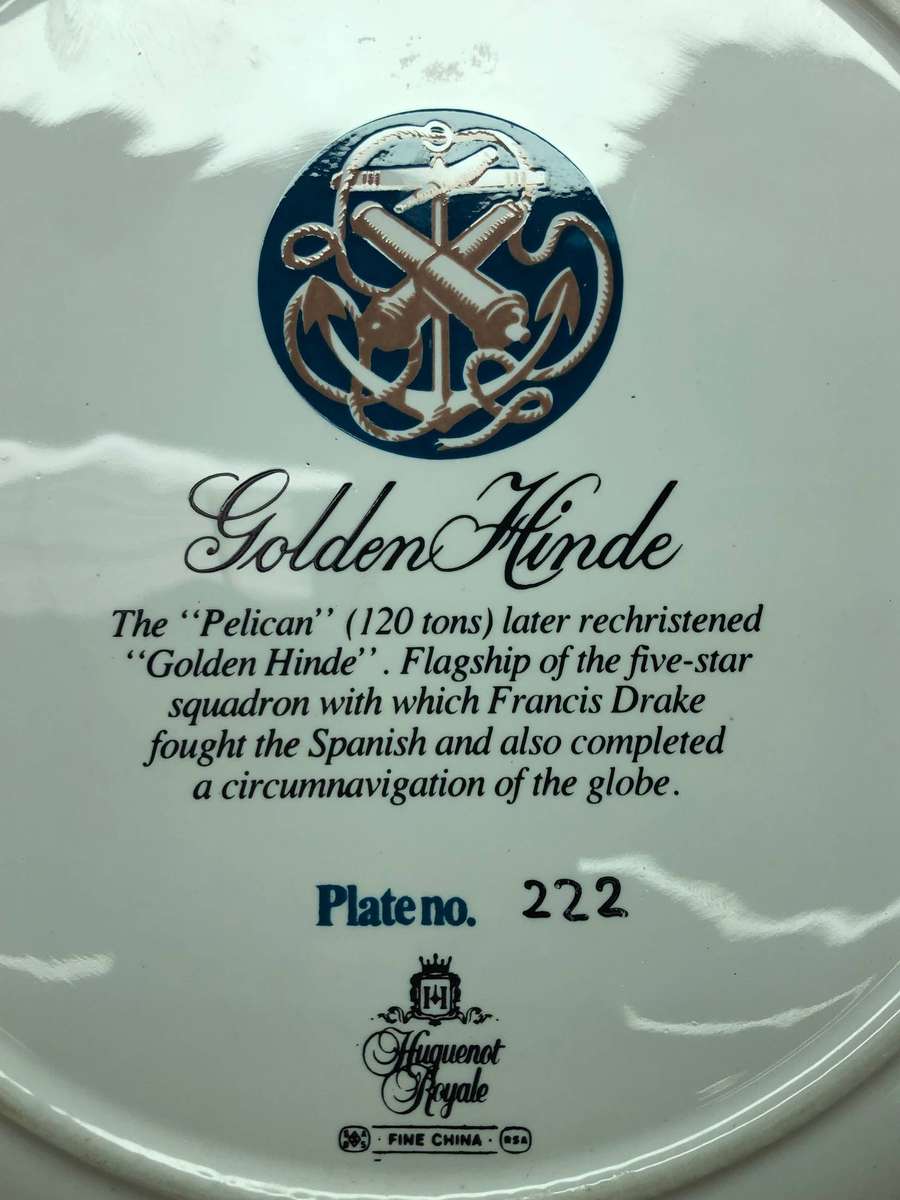 Golden Hinde
The “Pelican” (120 tons) later rechristened
“Golden Hinde”. Flagship of the five-star
squadron with which Francis Drake
fought the Spanish and also completed
a circumnavigation of the globe.
Plate no. 222
H
Huguenot
Royale
· FINE CHINA · RSA